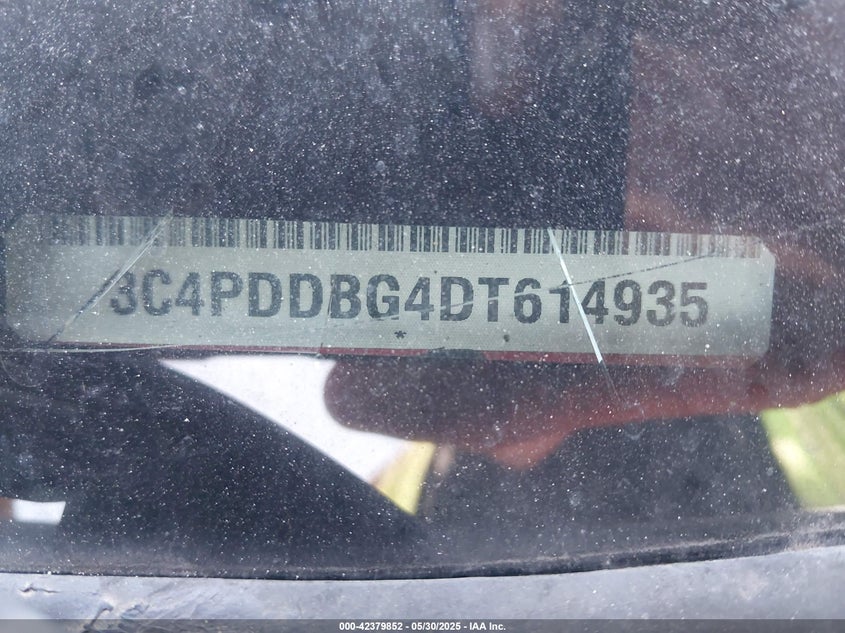 3C4PDDBG4DT614935
*
000-42379852 — 05/30/2025 — IAA Inc.